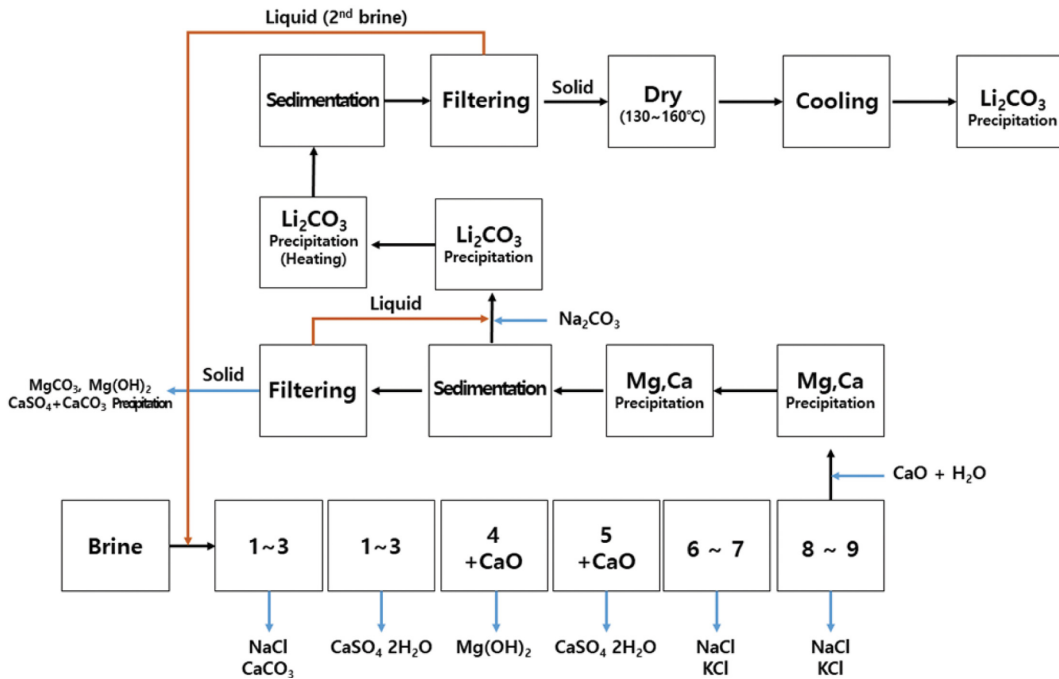 Liquid (2nd brine)
Sedimentation
Filtering
Solid
Dry
(130~160℃)
Cooling
Li2CO3
Precipitation
Li2CO3
Precipitation
(Heating)
Li2CO3
Precipitation
Liquid
Na2CO3
MgCO3, Mg(OH)2
CaSO4+CaCO3 Precipitation
Solid
Filtering
Sedimentation
Mg,Ca
Precipitation
Mg,Ca
Precipitation
CaO + H2O
Brine
1~3
1~3
4
+CaO
5
+CaO
6 ~ 7
8 ~ 9
NaCl
CaCO3
CaSO4 2H2O
Mg(OH)2
CaSO4 2H2O
NaCl
KCl
NaCl
KCl